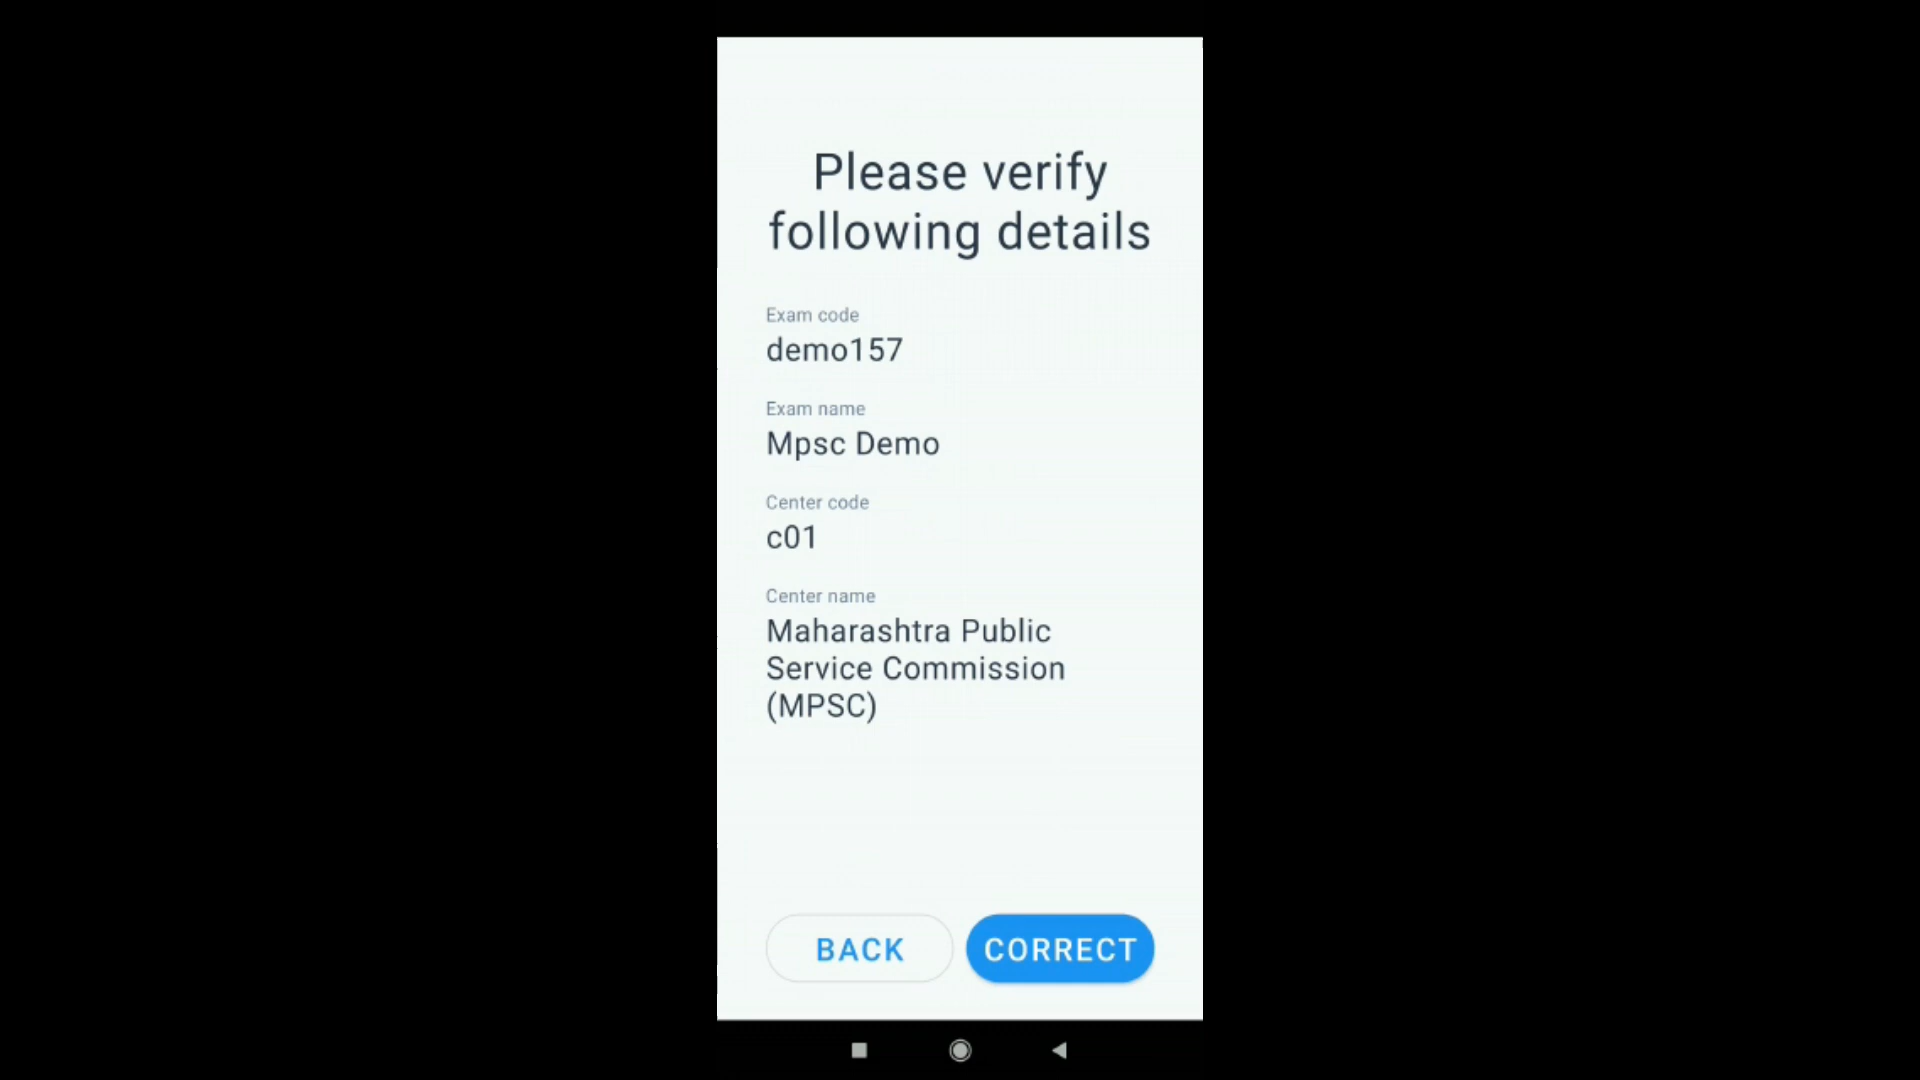 Please verify
following details
Exam code
demo157
Exam name
Mpsc Demo
Center code
c01
Center name
Maharashtra Public
Service Commission
(MPSC)
BACK CORRECT